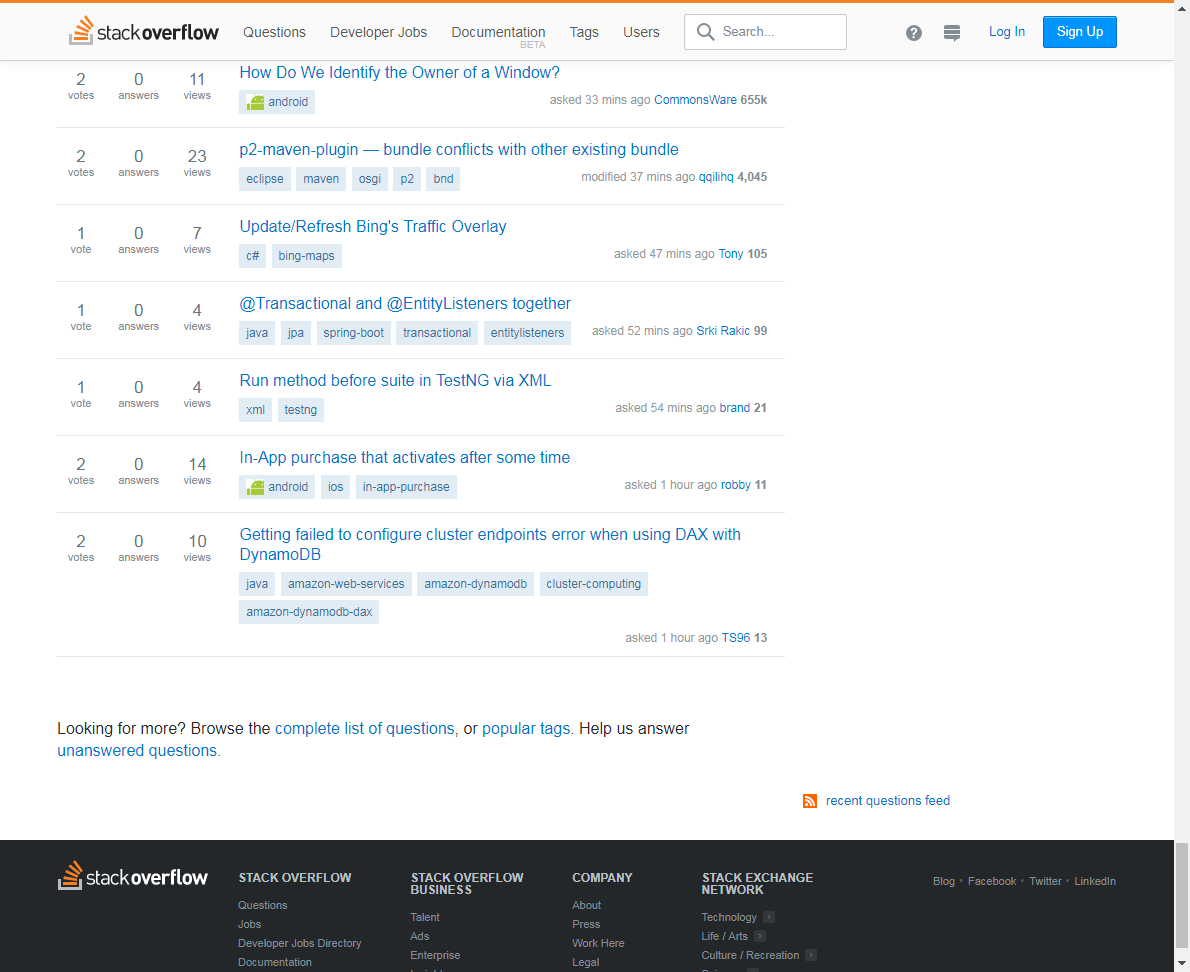 stackoverflow Questions Developer Jobs Documentation BETA Tags Users Search... Log In Sign Up
2 votes 0 answers 11 views
How Do We Identify the Owner of a Window?
android
asked 33 mins ago CommonsWare 655k
2 votes 0 answers 23 views
p2-maven-plugin — bundle conflicts with other existing bundle
eclipse maven osgi p2 bnd
modified 37 mins ago qqilihq 4,045
1 vote 0 answers 7 views
Update/Refresh Bing's Traffic Overlay
c# bing-maps
asked 47 mins ago Tony 105
1 vote 0 answers 4 views
@Transactional and @EntityListeners together
java jpa spring-boot transactional entitylisteners
asked 52 mins ago Srki Rakic 99
1 vote 0 answers 4 views
Run method before suite in TestNG via XML
xml testng
asked 54 mins ago brand 21
2 votes 0 answers 14 views
In-App purchase that activates after some time
android ios in-app-purchase
asked 1 hour ago robby 11
2 votes 0 answers 10 views
Getting failed to configure cluster endpoints error when using DAX with
DynamoDB
java amazon-web-services amazon-dynamodb cluster-computing
amazon-dynamodb-dax
asked 1 hour ago TS96 13
Looking for more? Browse the complete list of questions, or popular tags. Help us answer
unanswered questions.
recent questions feed
stackoverflow
STACK OVERFLOW
Questions
Jobs
Developer Jobs Directory
Documentation
STACK OVERFLOW
BUSINESS
Talent
Ads
Enterprise
COMPANY
About
Press
Work Here
Legal
STACK EXCHANGE
NETWORK
Technology
Life / Arts
Culture / Recreation
Blog • Facebook • Twitter • LinkedIn